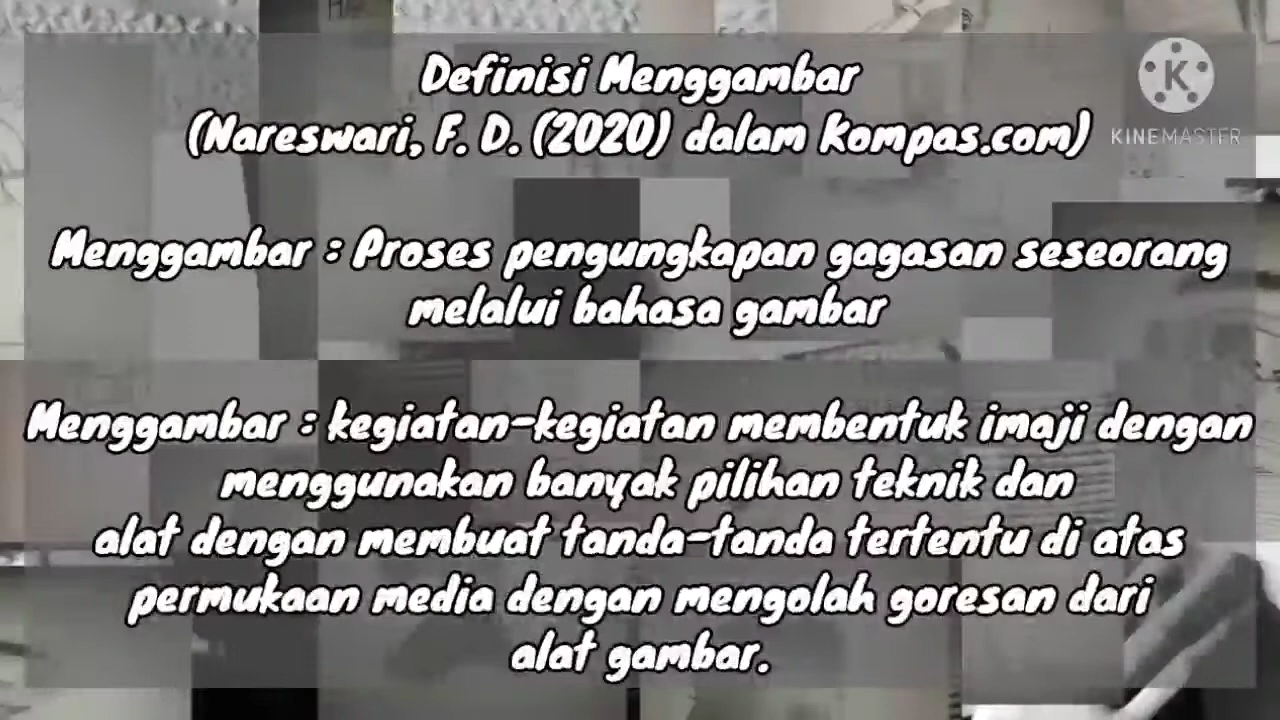 Definisi Menggambar
(Nareswari, F. D. (2020) dalam Kompas.com)
K
KINEMASTER
Menggambar : Proses pengungkapan gagasan seseorang
melalui bahasa gambar
Menggambar : kegiatan-kegiatan membentuk imaji dengan
menggunakan banyak pilihan teknik dan
alat dengan membuat tanda-tanda tertentu di atas
permukaan media dengan mengolah goresan dari
alat gambar.